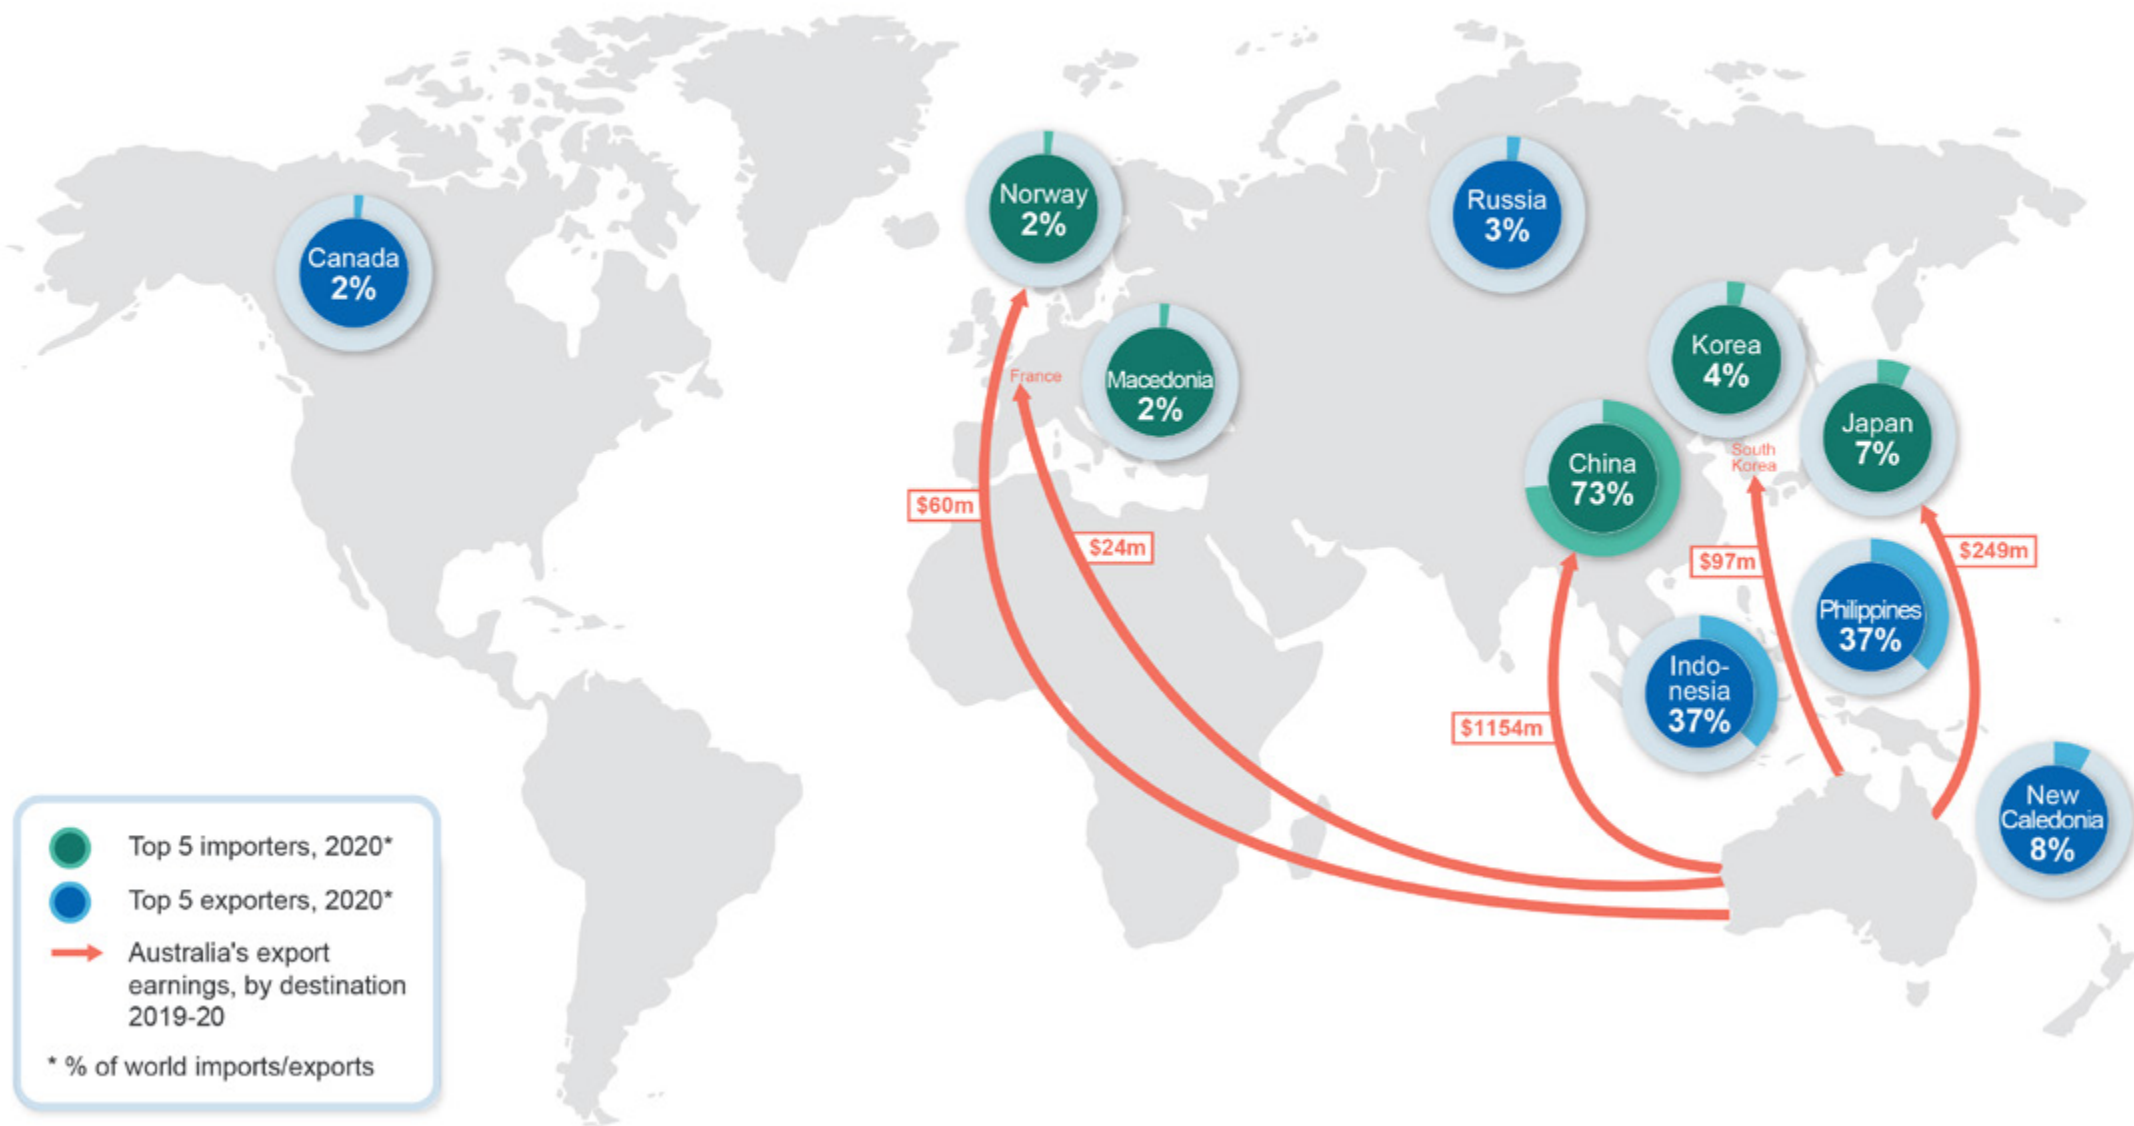 Norway
2%
Russia
3%
Canada
2%
Korea
4%
France
Macedonia
2%
Japan
7%
South
Korea
China
73%
$60m
$24m
$97m
$249m
Philippines
37%
Indo-
nesia
37%
$1154m
New
Caledonia
8%
Top 5 importers, 2020*
Top 5 exporters, 2020*
Australia's export
earnings, by destination
2019-20
* % of world imports/exports